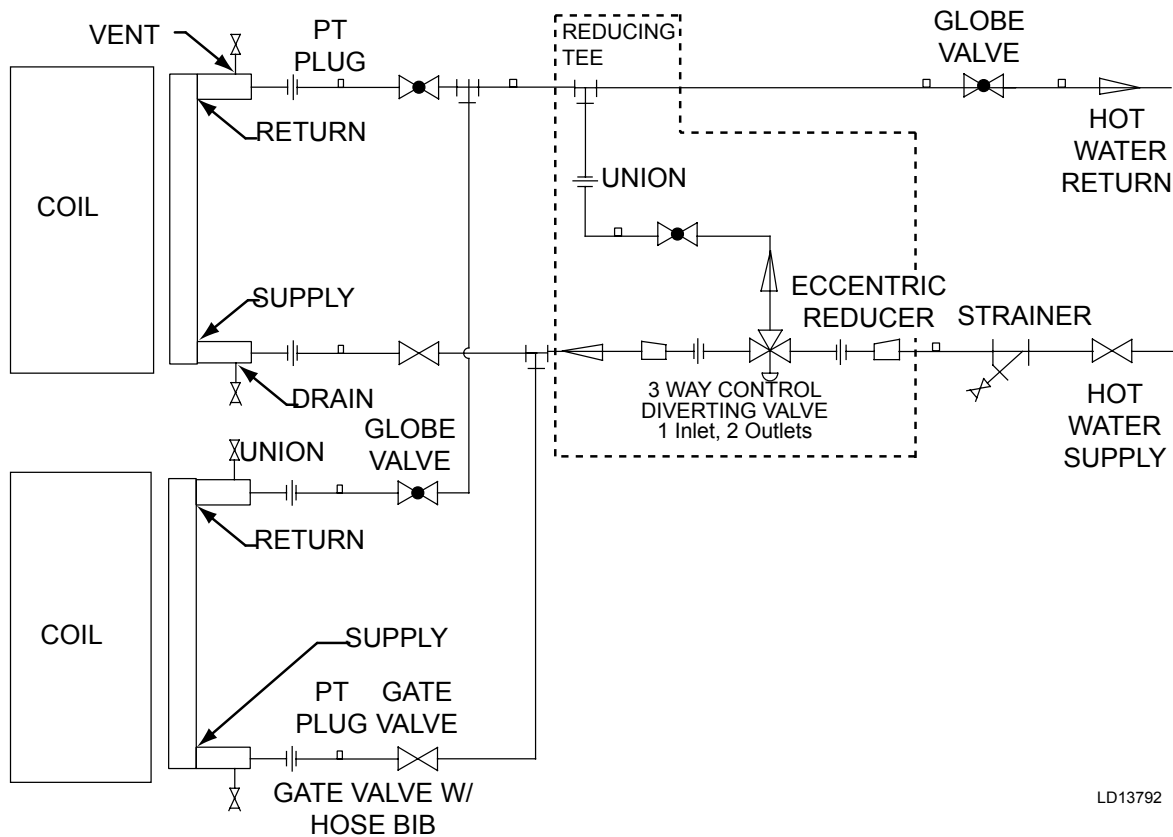 VENT
PT
PLUG
REDUCING
TEE
GLOBE
VALVE
COIL
RETURN
HOT
WATER
RETURN
UNION
SUPPLY
ECCENTRIC
REDUCER
STRAINER
DRAIN
3 WAY CONTROL
DIVERTING VALVE
1 Inlet, 2 Outlets
HOT
WATER
SUPPLY
UNION
GLOBE
VALVE
RETURN
COIL
SUPPLY
PT
PLUG
GATE
VALVE
GATE VALVE W/
HOSE BIB
LD13792